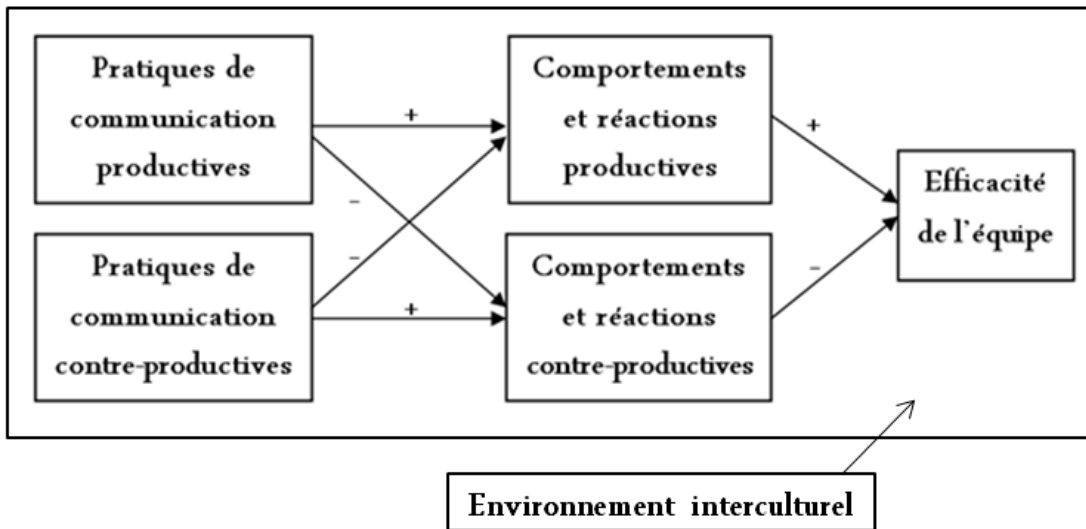 Pratiques de
communication
productives
Comportements
et réactions
productives
+
+
-
-
Efficacité
de l'équipe
Pratiques de
communication
contre-productives
+
Comportements
et réactions
contre-productives
-
Environnement interculturel